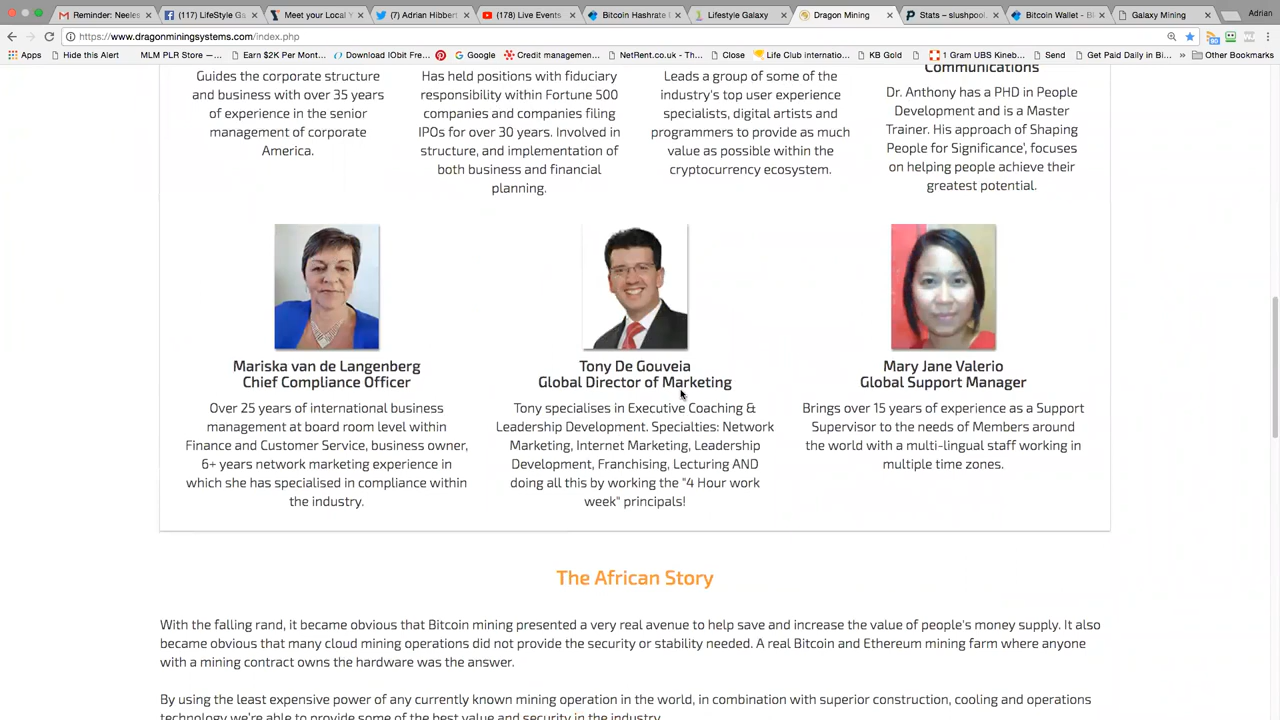 Reminder: Neeles
(117) LifeStyle Ga
Meet your Local Y
(7) Adrian Hibbert
(178) Live Events
Bitcoin Hashrate D
Lifestyle Galaxy
Dragon Mining
Stats – slushpool.c
Bitcoin Wallet - Bl
Galaxy Mining
Adrian
https://www.dragonminingsystems.com/index.php
Apps
Hide this Alert
MLM PLR Store |...
Earn $2K Per Mont...
Download IObit Fre...
Google
Credit managemen...
NetRent.co.uk - Th...
Close
Life Club internatio...
KB Gold
1 Gram UBS Kineb...
Send
Get Paid Daily in Bi...
»
Other Bookmarks
Guides the corporate structure
and business with over 35 years
of experience in the senior
management of corporate
America.
Has held positions with fiduciary
responsibility within Fortune 500
companies and companies filing
IPOs for over 30 years. Involved in
structure, and implementation of
both business and financial
planning.
Leads a group of some of the
industry's top user experience
specialists, digital artists and
programmers to provide as much
value as possible within the
cryptocurrency ecosystem.
Communications
Dr. Anthony has a PHD in People
Development and is a Master
Trainer. His approach of Shaping
People for Significance', focuses
on helping people achieve their
greatest potential.
Mariska van de Langenberg
Chief Compliance Officer
Over 25 years of international business
management at board room level within
Finance and Customer Service, business owner,
6+ years network marketing experience in
which she has specialised in compliance within
the industry.
Tony De Gouveia
Global Director of Marketing
Tony specialises in Executive Coaching &
Leadership Development. Specialties: Network
Marketing, Internet Marketing, Leadership
Development, Franchising, Lecturing AND
doing all this by working the "4 Hour work
week" principals!
Mary Jane Valerio
Global Support Manager
Brings over 15 years of experience as a Support
Supervisor to the needs of Members around
the world with a multi-lingual staff working in
multiple time zones.
The African Story
With the falling rand, it became obvious that Bitcoin mining presented a very real avenue to help save and increase the value of people's money supply. It also
became obvious that many cloud mining operations did not provide the security or stability needed. A real Bitcoin and Ethereum mining farm where anyone
with a mining contract owns the hardware was the answer.
By using the least expensive power of any currently known mining operation in the world, in combination with superior construction, cooling and operations
technology we're able to provide some of the best value and security in the industry.